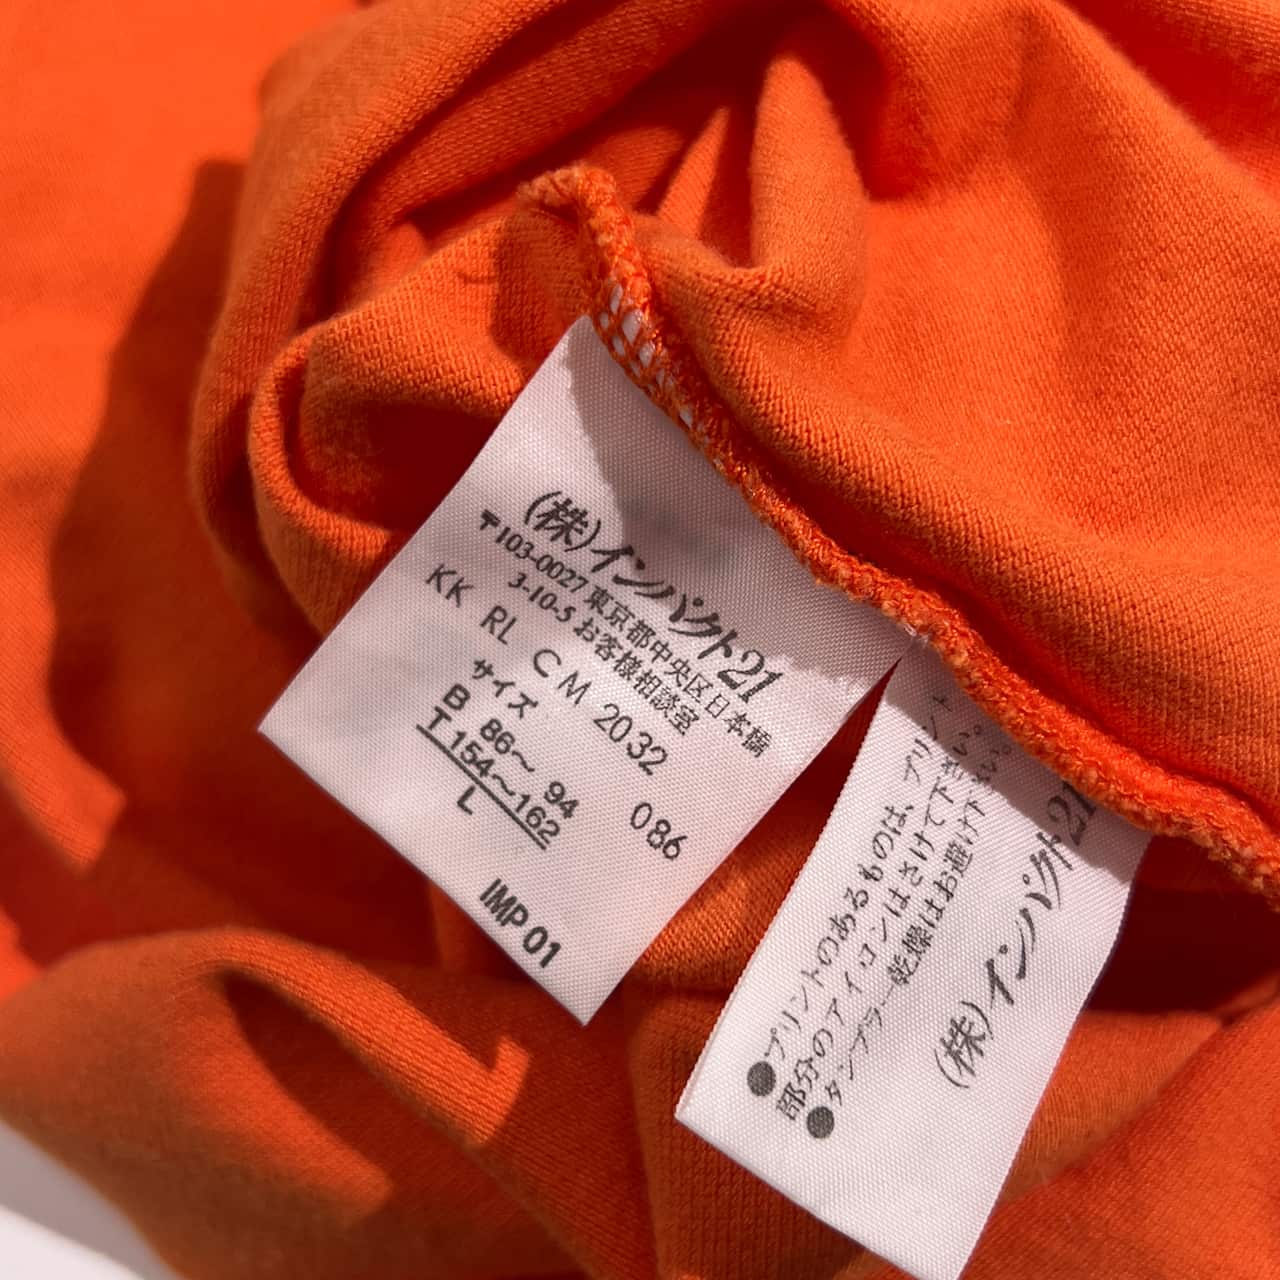 (株)インパクト21
〒103-0027 東京都中央区日本橋
3-10-5 お客様相談室
KK RL CM 2032 086
サイズ
B 86〜 94
T 154〜162
L
IMP 01
●プリントのあるものは、プリント
部分のアイロンはさけて下さい。
●タンブラー乾燥はお避け下さい。
(株)インパクト21